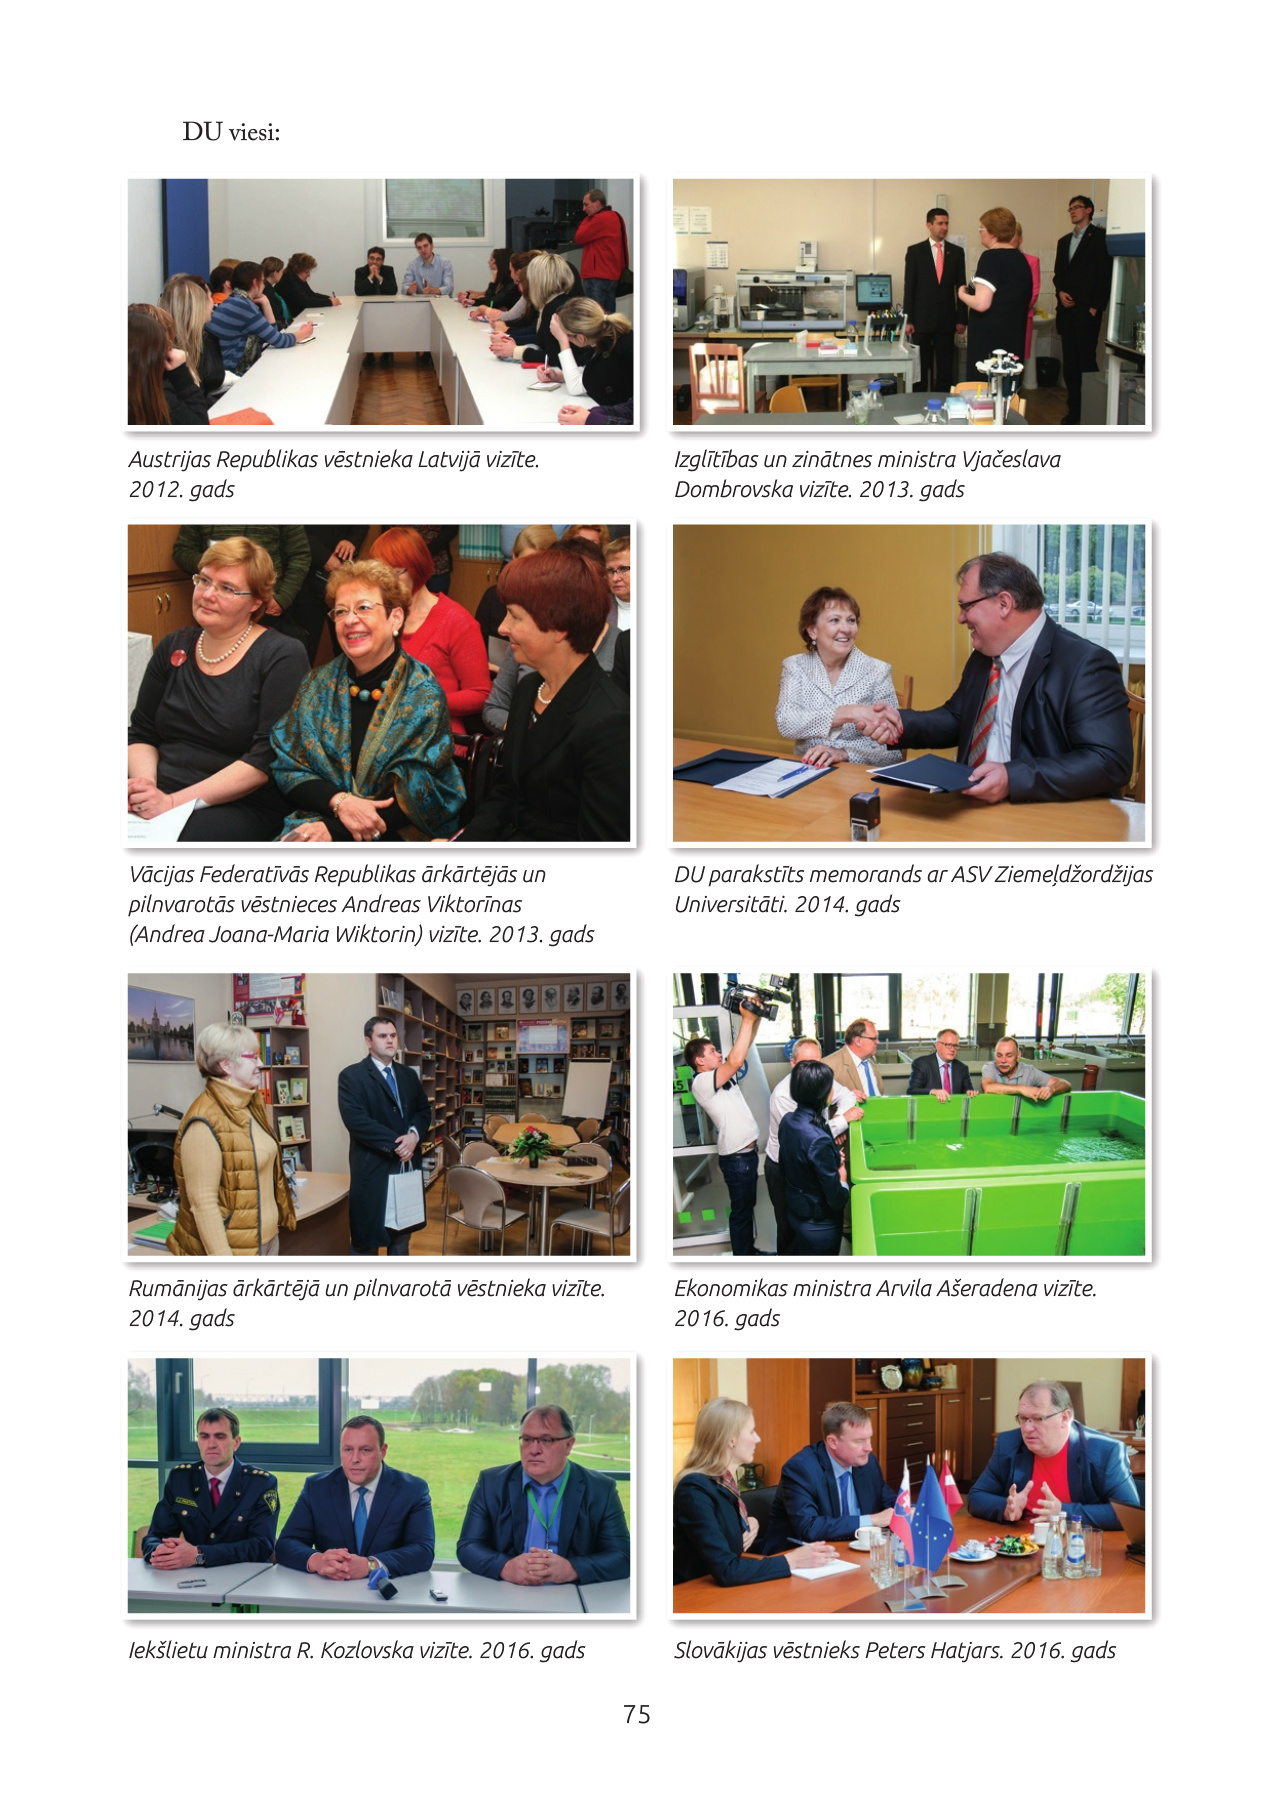 DU viesi:
Austrijas Republikas vēstnieka Latvijā vizīte.
2012. gads
Izglītības un zinātnes ministra Vjačeslava
Dombrovska vizīte. 2013. gads
Vācijas Federatīvās Republikas ārkārtējās un
pilnvarotās vēstnieces Andreas Viktorīnas
(Andrea Joana-Maria Wiktorin) vizīte. 2013. gads
DU parakstīts memorands ar ASV Ziemeļdžordžijas
Universitāti. 2014. gads
Rumānijas ārkārtējā un pilnvarotā vēstnieka vizīte.
2014. gads
Ekonomikas ministra Arvila Ašeradena vizīte.
2016. gads
Iekšlietu ministra R. Kozlovska vizīte. 2016. gads
Slovākijas vēstnieks Peters Hatjars. 2016. gads
75